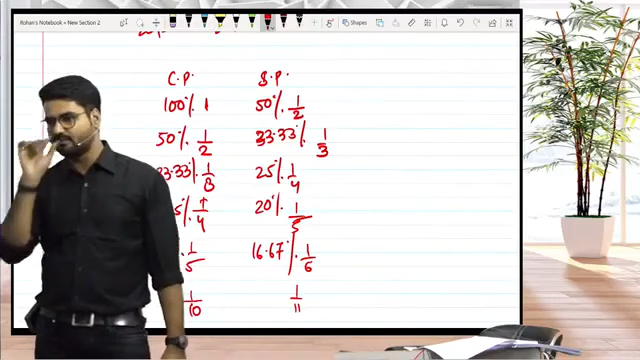 Rohan's Notebook » New Section 2
C.P. S.P.
100% 1 50% 1/2
50% 1/2 33.33% 1/3
33.33% 1/3 25% 1/4
5% 1/4 20% 1/5
1/5 16.67% 1/6
1/10 1/11